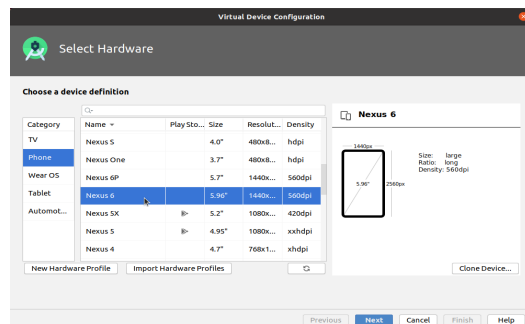 Virtual Device Configuration
Select Hardware
Choose a device definition
Category
TV
Phone
Wear OS
Tablet
Automot...
Name Play Sto... Size Resolut... Density
Nexus S 4.0" 480x8... hdpi
Nexus One 3.7" 480x8... hdpi
Nexus 6P 5.7" 1440x... 560dpi
Nexus 6 5.96" 1440x... 560dpi
Nexus 5X 5.2" 1080x... 420dpi
Nexus 5 4.95" 1080x... xxhdpi
Nexus 4 4.7" 768x1... xhdpi
New Hardware Profile Import Hardware Profiles
Nexus 6
1440px
5.96"
2560px
Size: large
Ratio: long
Density: 560dpi
Clone Device...
Previous Next Cancel Finish Help